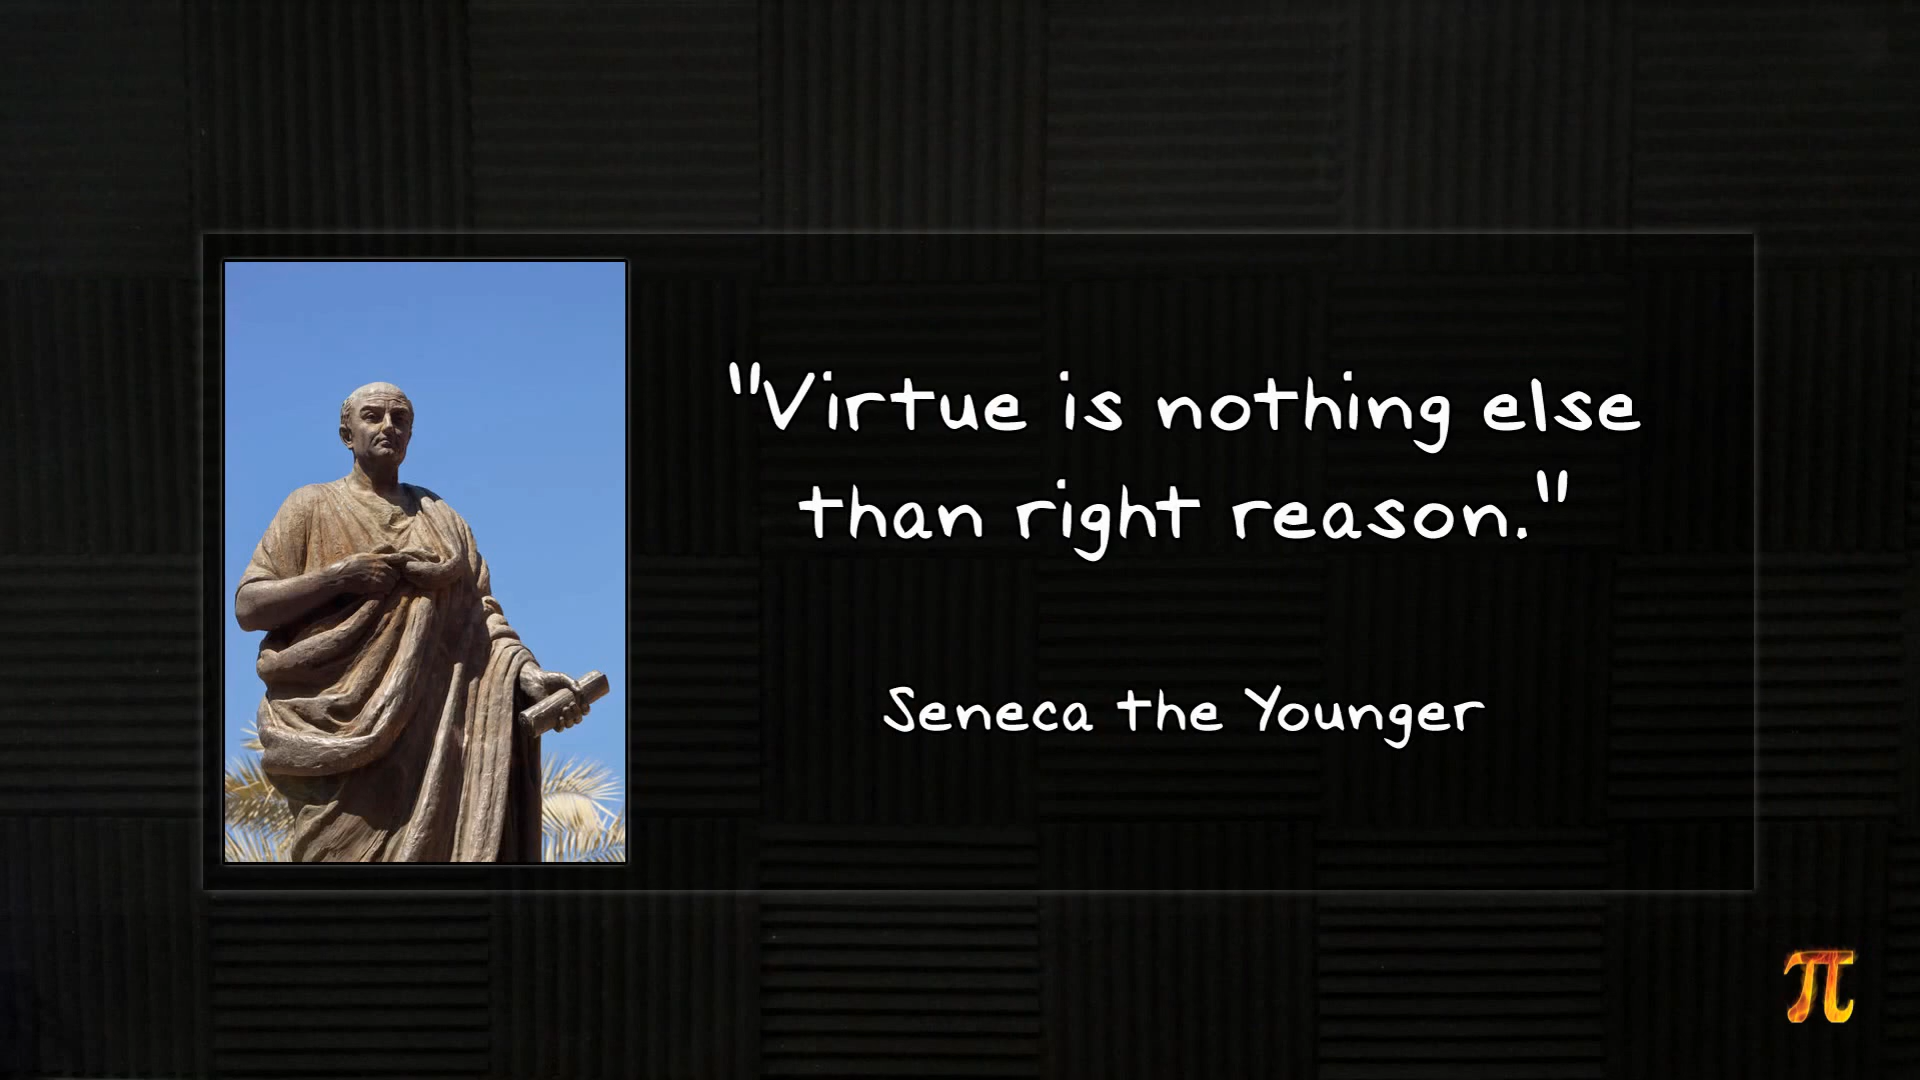 "Virtue is nothing else
than right reason."
Seneca the Younger
π